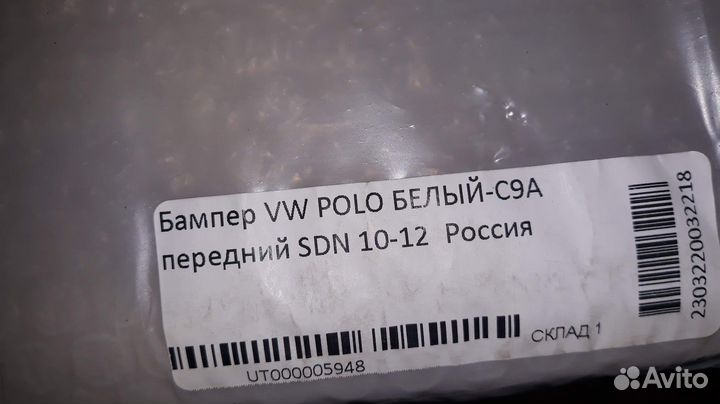 Бампер VW POLO БЕЛЫЙ-C9A
передний SDN 10-12 Россия
UT000005948
СКЛАД 1
2303220032218
Avito